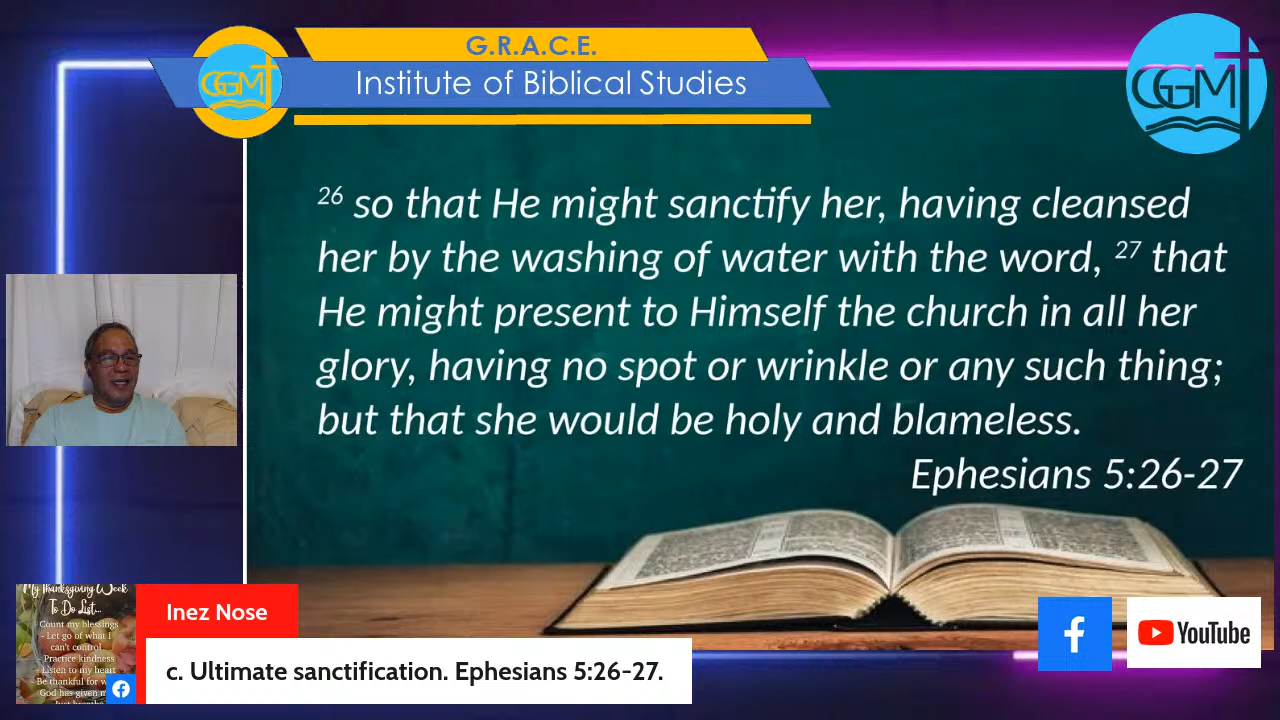 G.R.A.C.E.
Institute of Biblical Studies
CGMT
CGMT
26 so that He might sanctify her, having cleansed
her by the washing of water with the word, 27 that
He might present to Himself the church in all her
glory, having no spot or wrinkle or any such thing;
but that she would be holy and blameless.
Ephesians 5:26-27
My Thanksgiving Week
To Do List...
Count my blessings
- Let go of what I
can't control
- Practice kindness
- Listen to my heart
Be thankful for
God has given
Just breathe
Inez Nose
c. Ultimate sanctification. Ephesians 5:26-27.
YouTube